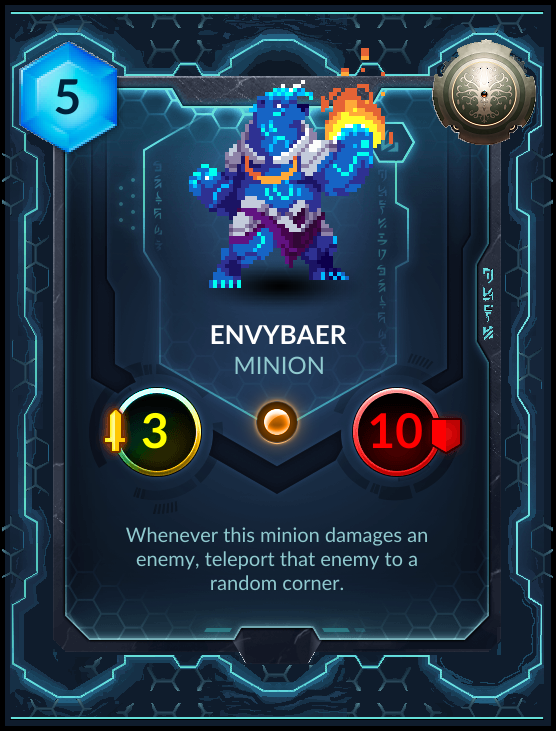 5
ENVYBAER
MINION
3
10
Whenever this minion damages an
enemy, teleport that enemy to a
random corner.